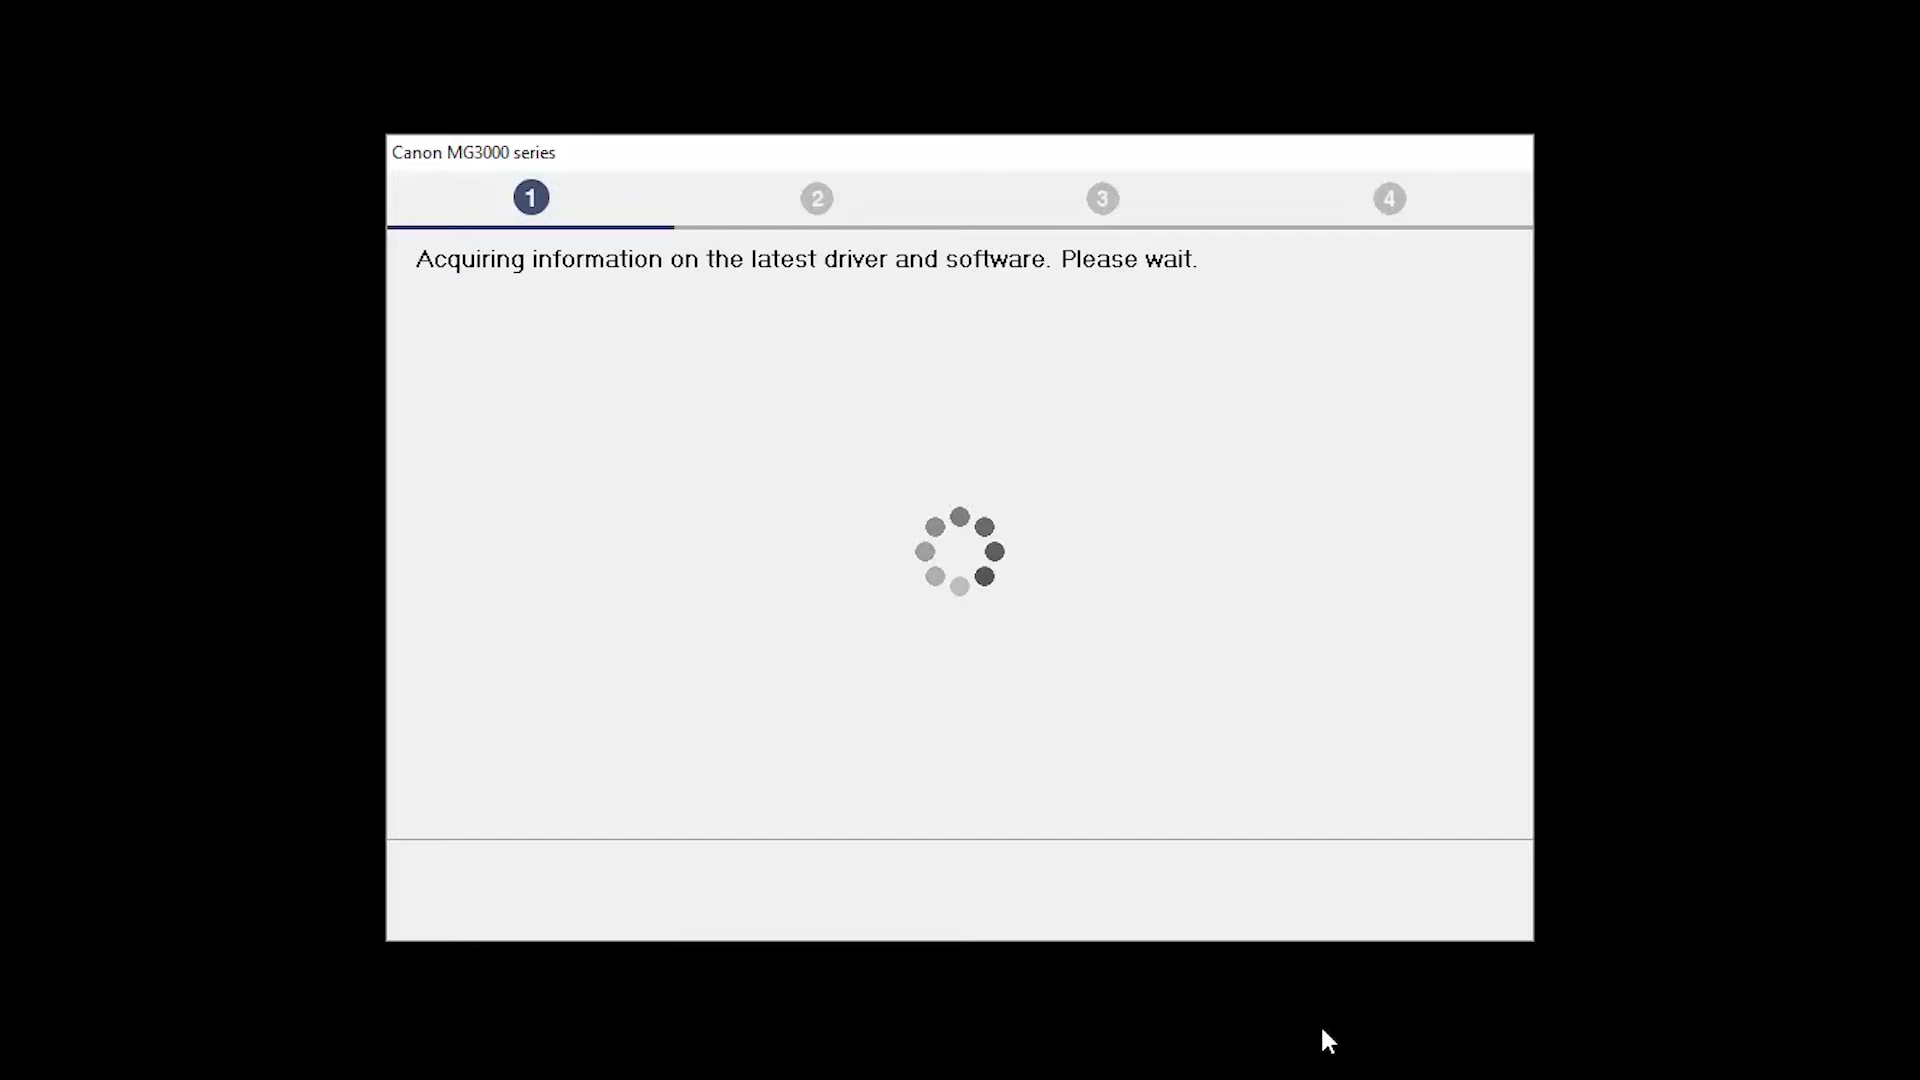 Canon MG3000 series
1 2 3 4
Acquiring information on the latest driver and software. Please wait.